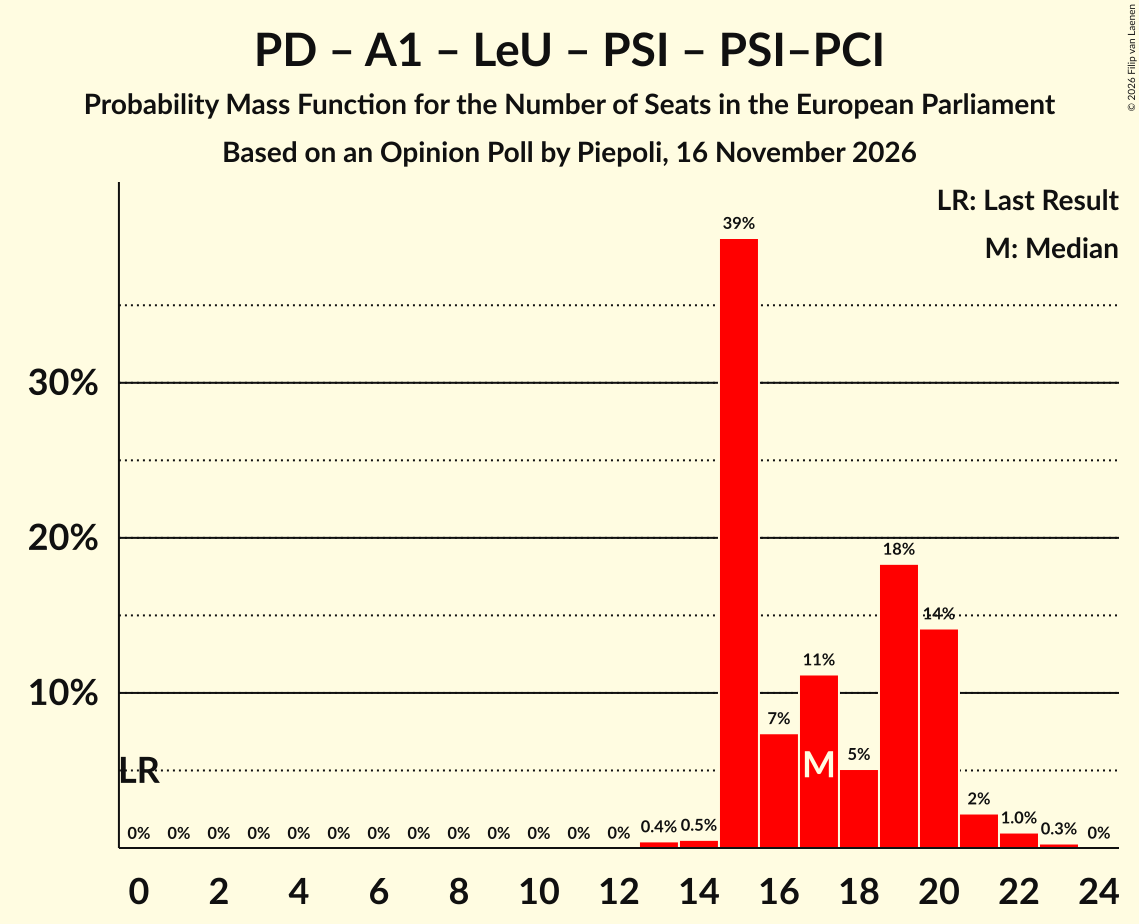 PD – A1 – LeU – PSI – PSI–PCI
Probability Mass Function for the Number of Seats in the European Parliament
Based on an Opinion Poll by Piepoli, 16 November 2026
© 2026 Filip van Laenen
LR: Last Result
M: Median
39%
30%
20%
18%
14%
11%
10%
7%
5%
M
2%
LR
0% 0% 0% 0% 0% 0% 0% 0% 0% 0% 0% 0% 0% 0.4% 0.5% 1.0% 0.3% 0%
0 2 4 6 8 10 12 14 16 18 20 22 24